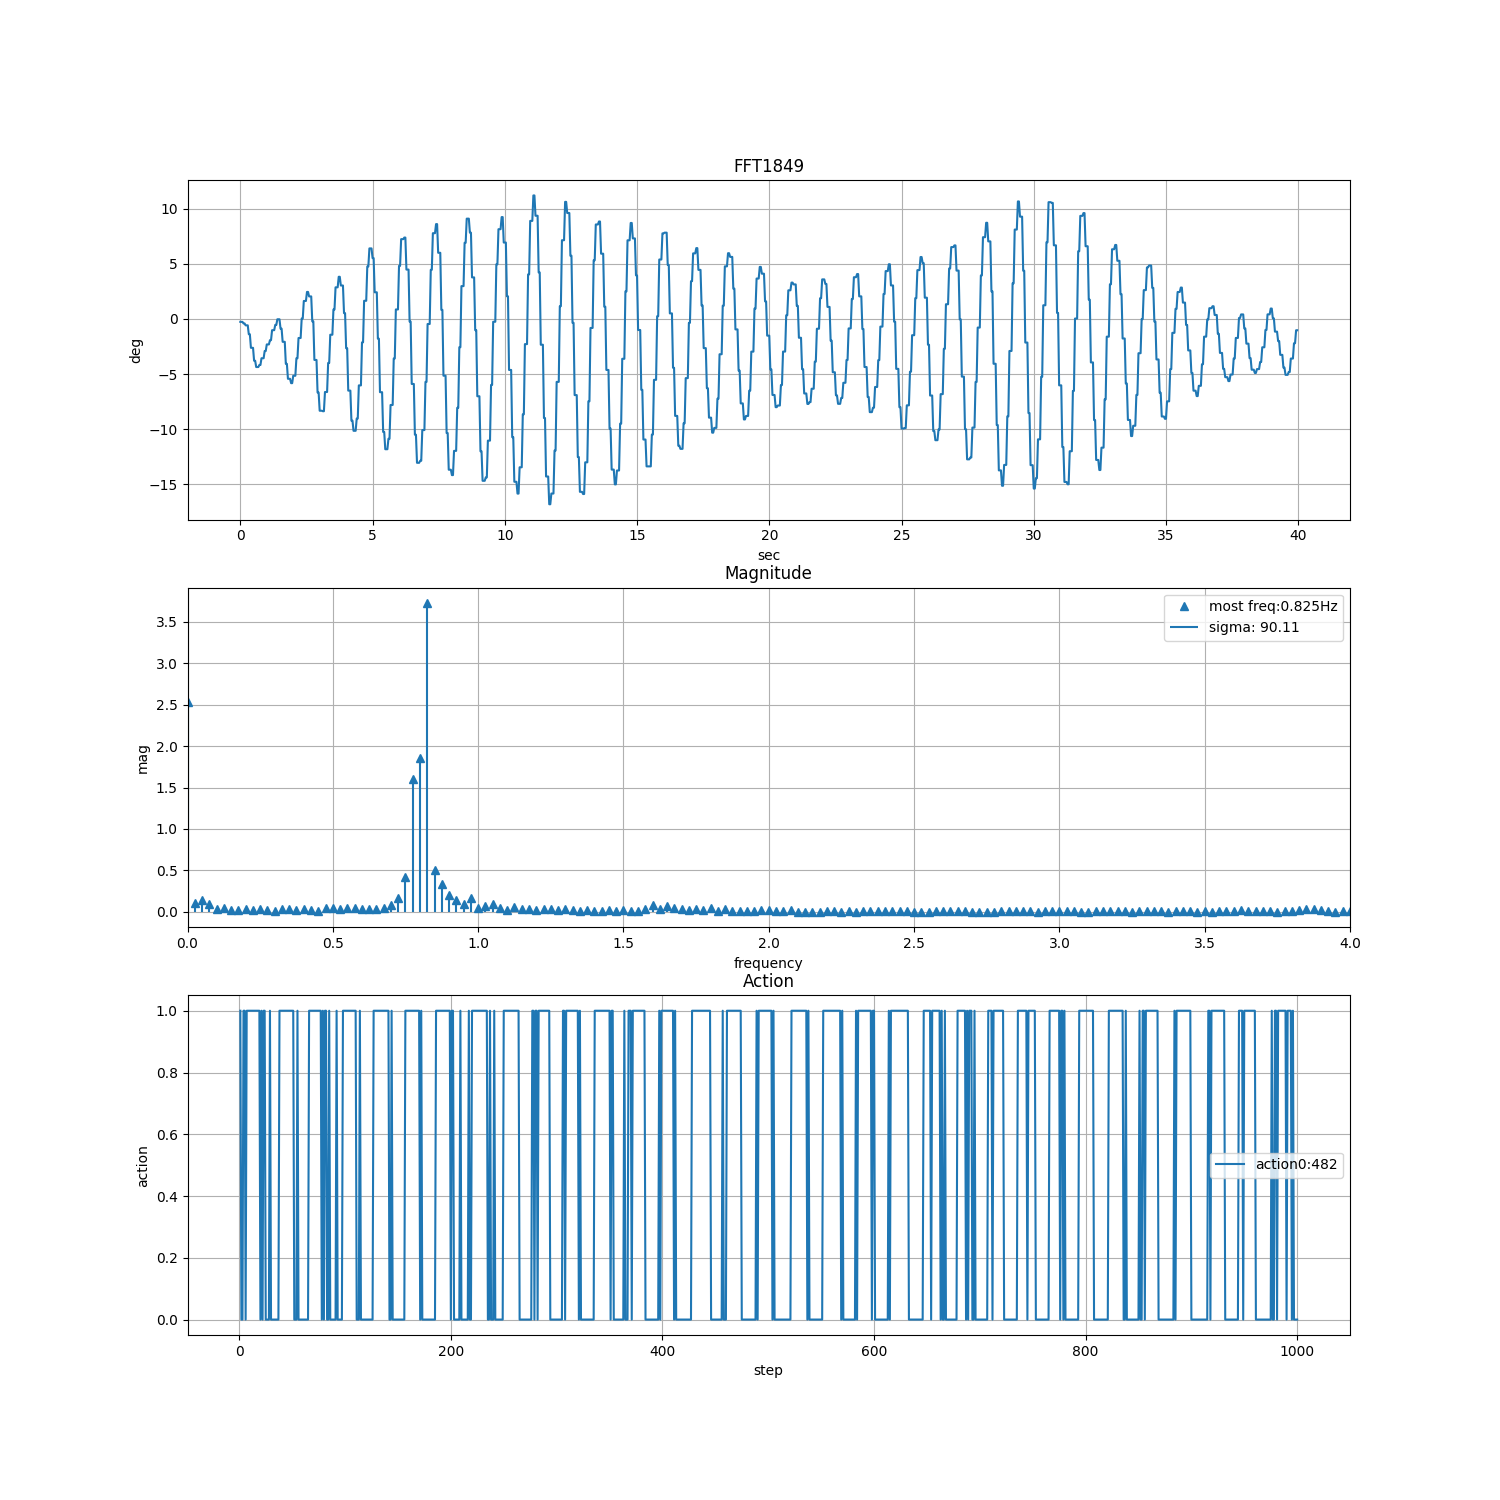 FFT1849
10
5
0
−5
−10
−15
deg
0 5 10 15 20 25 30 35 40
sec
Magnitude
most freq:0.825Hz
sigma: 90.11
3.5
3.0
2.5
2.0
1.5
1.0
0.5
0.0
mag
0.0 0.5 1.0 1.5 2.0 2.5 3.0 3.5 4.0
frequency
Action
1.0
0.8
0.6
0.4
0.2
0.0
action
action0:482
0 200 400 600 800 1000
step